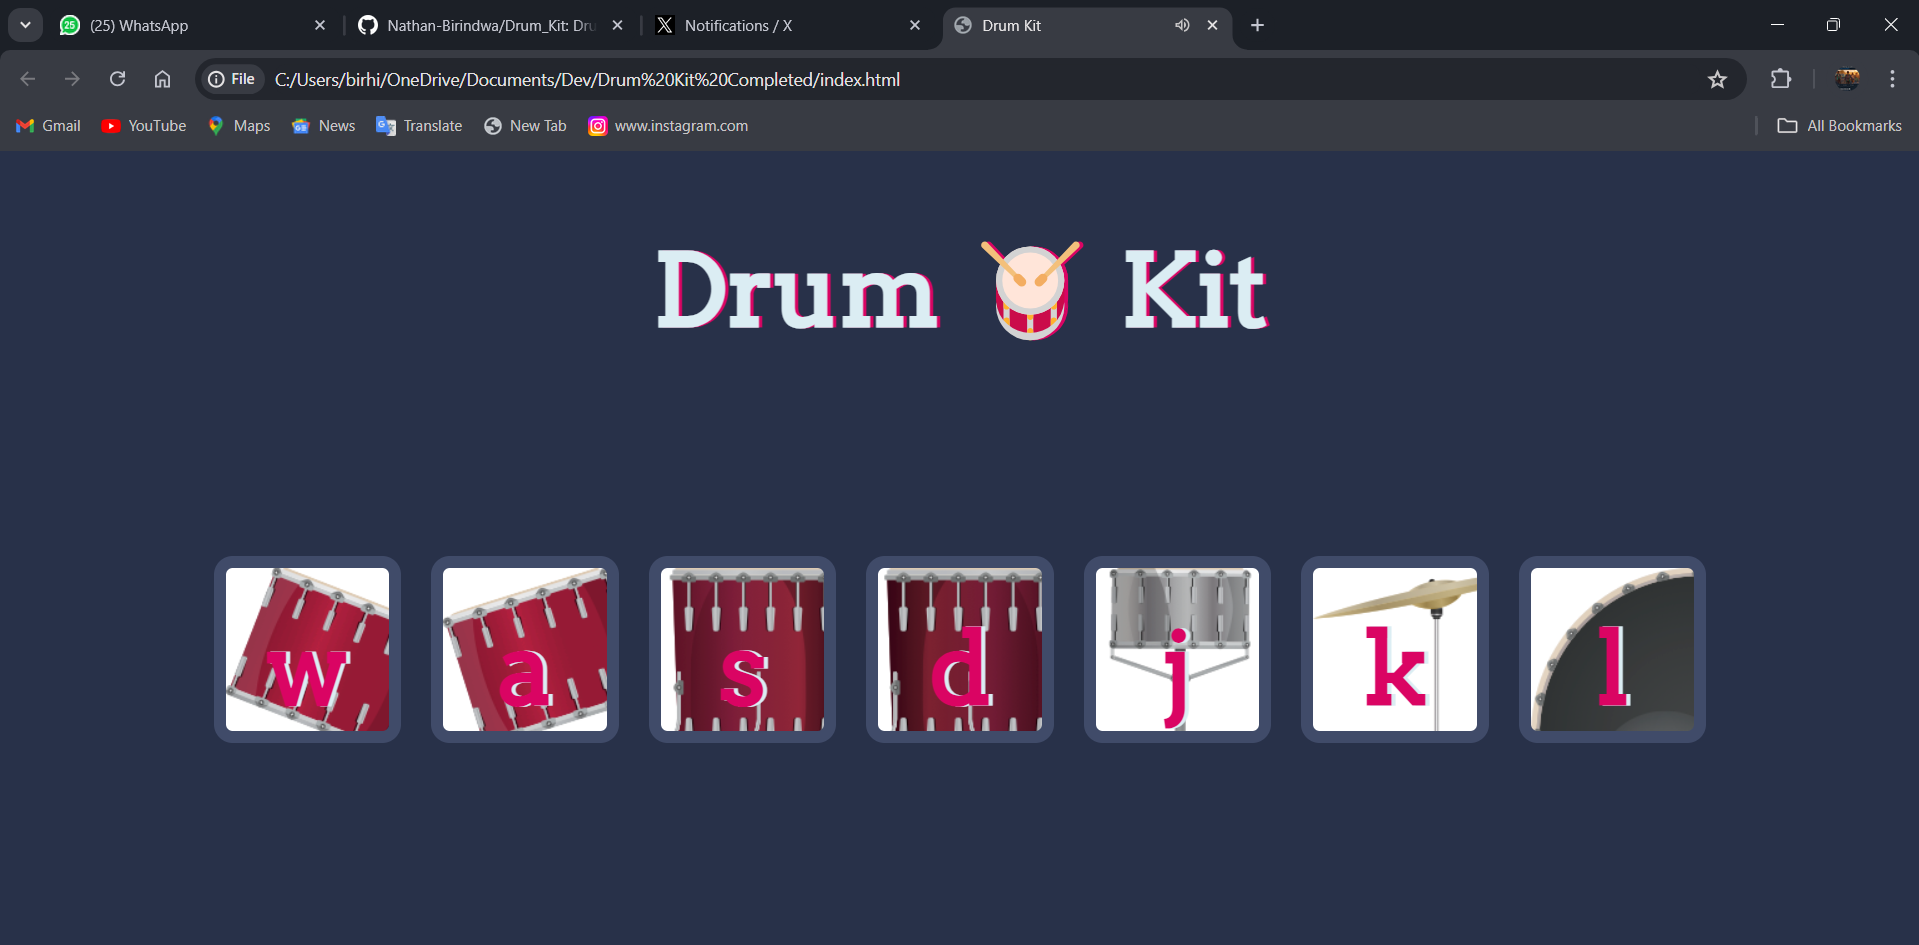 (25) WhatsApp
Nathan-Birindwa/Drum_Kit: Dru
Notifications / X
Drum Kit
File
C:/Users/birhi/OneDrive/Documents/Dev/Drum%20Kit%20Completed/index.html
Gmail YouTube Maps News Translate New Tab www.instagram.com All Bookmarks
Drum Kit
w a s d j k l